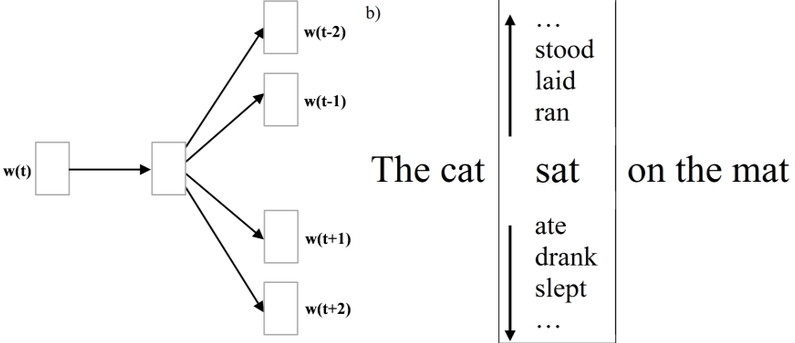 w(t-2)
w(t-1)
w(t)
w(t+1)
w(t+2)
b)
…
stood
laid
ran
The cat sat on the mat
ate
drank
slept
…